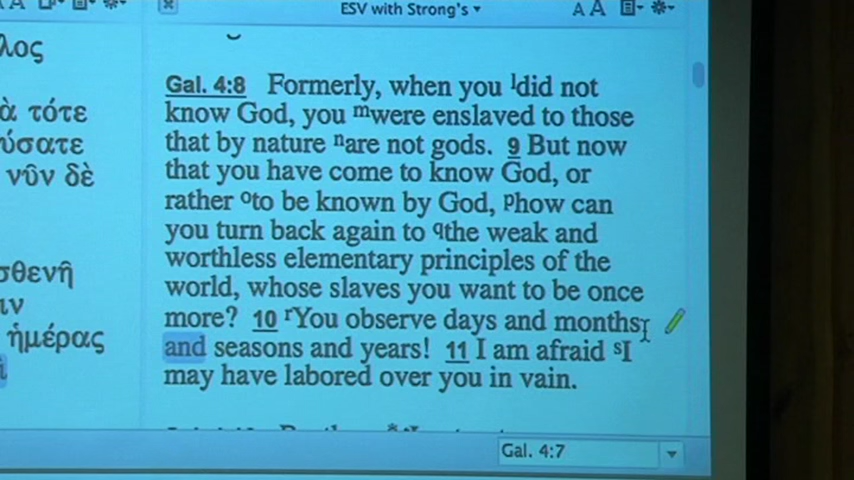 ESV with Strong's
AA
λος
ὰ τότε
ύσατε
νῦν δὲ
σθενῆ
ιν
ἡμέρας
Gal. 4:8 Formerly, when you ldid not
know God, you mwere enslaved to those
that by nature nare not gods. 9 But now
that you have come to know God, or
rather oto be known by God, phow can
you turn back again to qthe weak and
worthless elementary principles of the
world, whose slaves you want to be once
more? 10 rYou observe days and months
and seasons and years! 11 I am afraid sI
may have labored over you in vain.
Gal. 4:7